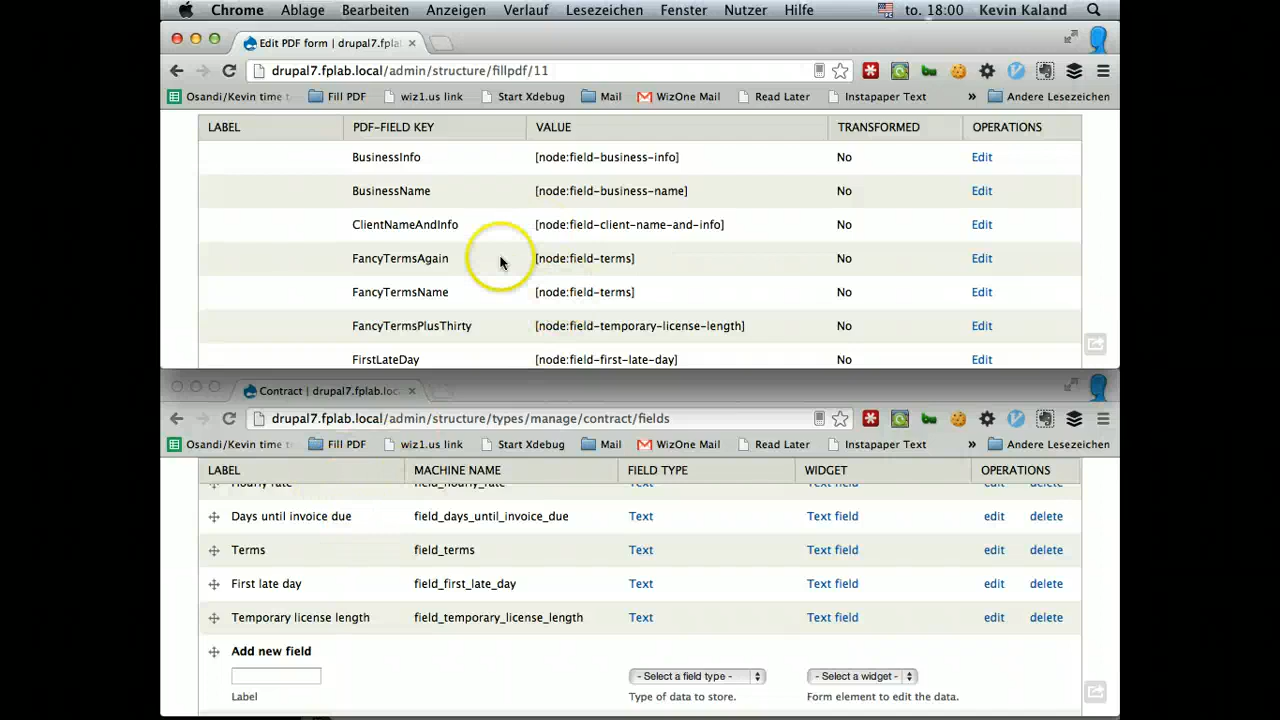 Chrome Ablage Bearbeiten Anzeigen Verlauf Lesezeichen Fenster Nutzer Hilfe to. 18:00 Kevin Kaland
Edit PDF form | drupal7.fpla
drupal7.fplab.local/admin/structure/fillpdf/11
Osandi/Kevin time t Fill PDF wiz1.us link Start Xdebug Mail WizOne Mail Read Later Instapaper Text » Andere Lesezeichen
LABEL PDF-FIELD KEY VALUE TRANSFORMED OPERATIONS
BusinessInfo [node:field-business-info] No Edit
BusinessName [node:field-business-name] No Edit
ClientNameAndInfo [node:field-client-name-and-info] No Edit
FancyTermsAgain [node:field-terms] No Edit
FancyTermsName [node:field-terms] No Edit
FancyTermsPlusThirty [node:field-temporary-license-length] No Edit
FirstLateDay [node:field-first-late-day] No Edit
Contract | drupal7.fplab.loc
drupal7.fplab.local/admin/structure/types/manage/contract/fields
Osandi/Kevin time t Fill PDF wiz1.us link Start Xdebug Mail WizOne Mail Read Later Instapaper Text » Andere Lesezeichen
LABEL MACHINE NAME FIELD TYPE WIDGET OPERATIONS
Hourly rate field_hourly_rate Text Text field edit delete
Days until invoice due field_days_until_invoice_due Text Text field edit delete
Terms field_terms Text Text field edit delete
First late day field_first_late_day Text Text field edit delete
Temporary license length field_temporary_license_length Text Text field edit delete
Add new field
- Select a field type - - Select a widget -
Label Type of data to store. Form element to edit the data.